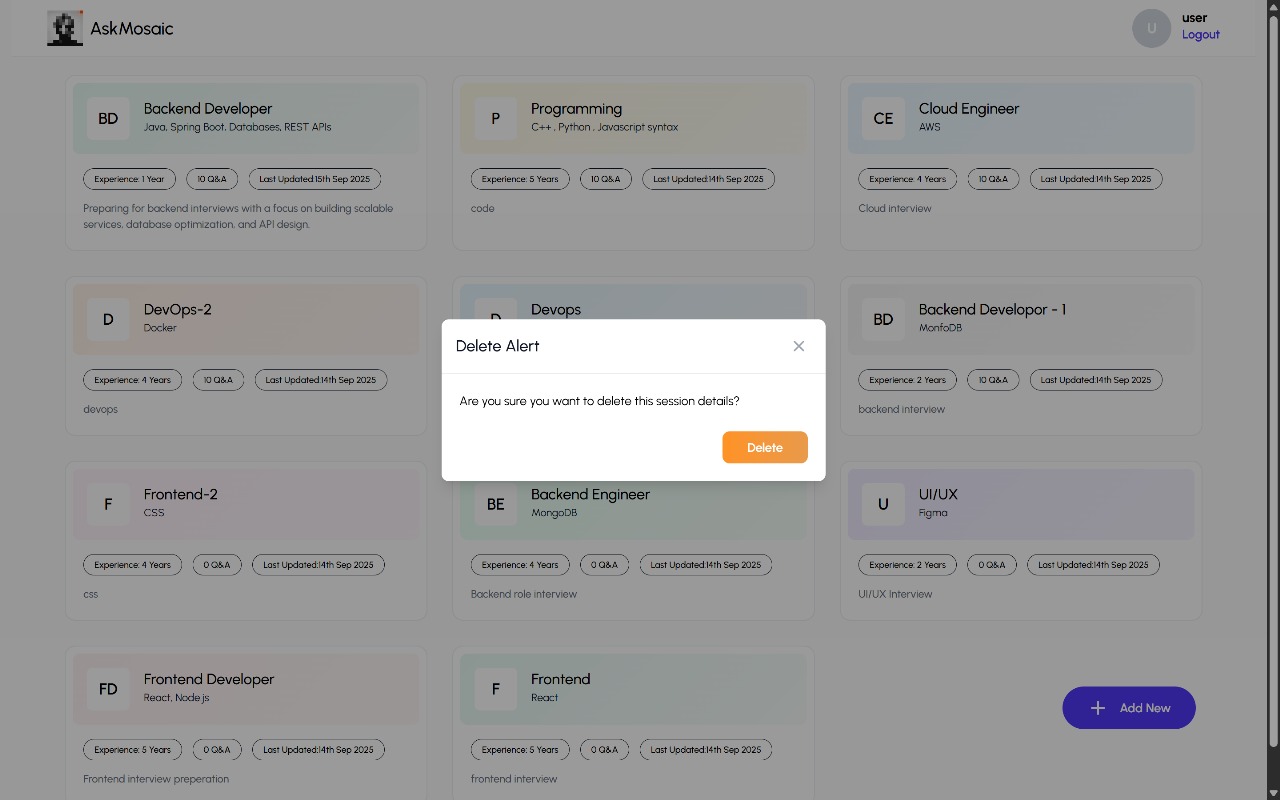 AskMosaic
U
user
Logout
BD
Backend Developer
Java, Spring Boot, Databases, REST APIs
Experience: 1 Year
10 Q&A
Last Updated:15th Sep 2025
Preparing for backend interviews with a focus on building scalable
services, database optimization, and API design.
P
Programming
C++ , Python , Javascript syntax
Experience: 5 Years
10 Q&A
Last Updated:14th Sep 2025
code
CE
Cloud Engineer
AWS
Experience: 4 Years
10 Q&A
Last Updated:14th Sep 2025
Cloud interview
D
DevOps-2
Docker
Experience: 4 Years
10 Q&A
Last Updated:14th Sep 2025
devops
D
Devops
BD
Backend Developor - 1
MonfoDB
Experience: 2 Years
10 Q&A
Last Updated:14th Sep 2025
backend interview
Delete Alert
Are you sure you want to delete this session details?
Delete
F
Frontend-2
CSS
Experience: 4 Years
0 Q&A
Last Updated:14th Sep 2025
css
BE
Backend Engineer
MongoDB
Experience: 4 Years
0 Q&A
Last Updated:14th Sep 2025
Backend role interview
U
UI/UX
Figma
Experience: 2 Years
0 Q&A
Last Updated:14th Sep 2025
UI/UX Interview
FD
Frontend Developer
React, Node.js
Experience: 5 Years
0 Q&A
Last Updated:14th Sep 2025
Frontend interview preperation
F
Frontend
React
Experience: 5 Years
0 Q&A
Last Updated:14th Sep 2025
frontend interview
Add New